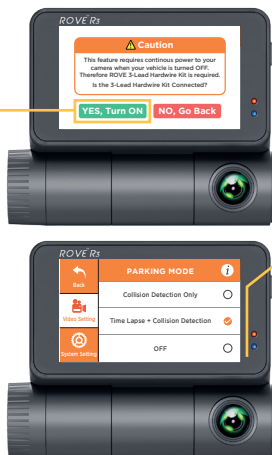 ROVE R3
Caution
This feature requires continous power to your
camera when your vehicle is turned OFF.
Therefore ROVE 3-Lead Hardwire Kit is required.
Is the 3-Lead Hardwire Kit Connected?
YES, Turn ON
NO, Go Back
ROVE R3
Back
PARKING MODE
i
Collision Detection Only
Video Setting
Time Lapse + Collision Detection
System Setting
OFF